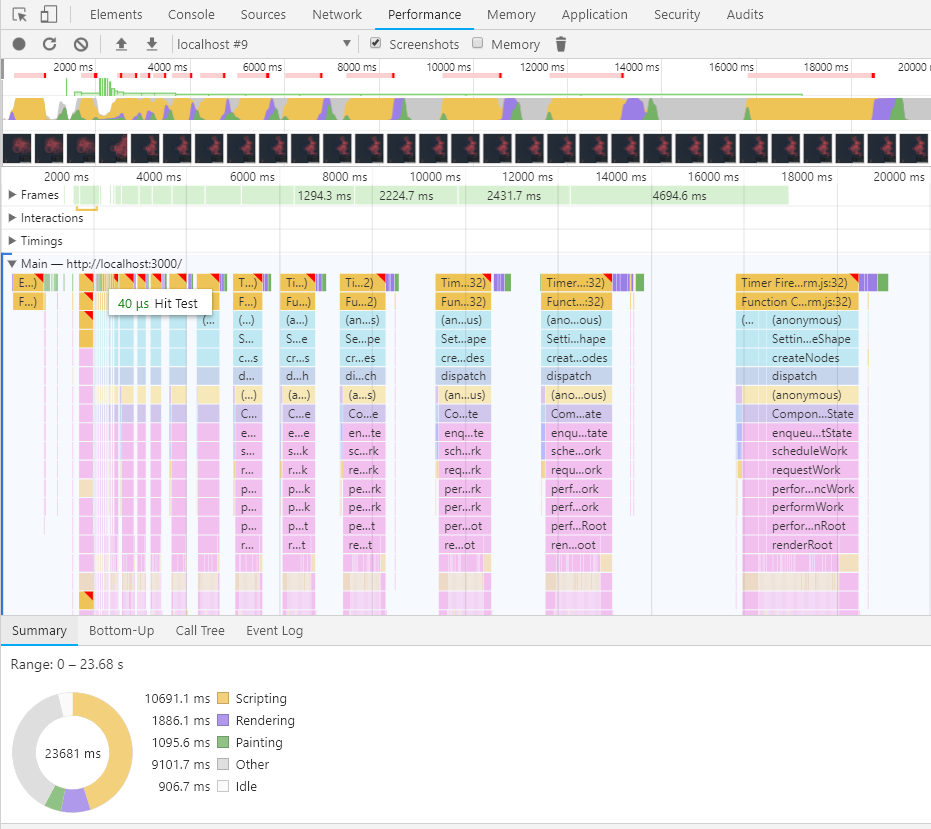 Elements Console Sources Network Performance Memory Application Security Audits
localhost #9 Screenshots Memory
2000 ms 4000 ms 6000 ms 8000 ms 10000 ms 12000 ms 14000 ms 16000 ms 18000 ms 20000
2000 ms 4000 ms 6000 ms 8000 ms 10000 ms 12000 ms 14000 ms 16000 ms 18000 ms 20000 ms
Frames 1294.3 ms 2224.7 ms 2431.7 ms 4694.6 ms
Interactions
Timings
Main — http://localhost:3000/
E...) T...) Ti...) Ti...2) Tim...32) Timer...:32) Timer Fire...rm.js:32)
F...) F...) Fu...) Fu...2) Fun...32) Funct...:32) Function C...rm.js:32)
40 µs Hit Test
(... (...) (a...) (an...s) (an...us) (ano...ous) (... (anonymous)
S... S...e Se...pe Set...ape Setti...hape Settin...eShape
c...s cr...s cr...es cre...des creat...odes createNodes
d... d...h di...ch dispatch dispatch dispatch
(...) (a...) (a...s) (an...us) (ano...ous) (anonymous)
C... C...e Co...e Co...te Com...ate Compon...State
e... e...e en...te enq...te enqu...tate enqueu...tState
s... s...k sc...rk sch...rk sche...ork scheduleWork
r... r...k re...rk req...rk requ...ork requestWork
p... p...k pe...rk per...rk perf...ork perfor...ncWork
p... p...k pe...rk per...rk perf...ork performWork
p... p...t pe...t per...ot perf...Root perfor...nRoot
r... r...t re...t re...ot ren...oot renderRoot
Summary Bottom-Up Call Tree Event Log
Range: 0 – 23.68 s
23681 ms
10691.1 ms Scripting
1886.1 ms Rendering
1095.6 ms Painting
9101.7 ms Other
906.7 ms Idle